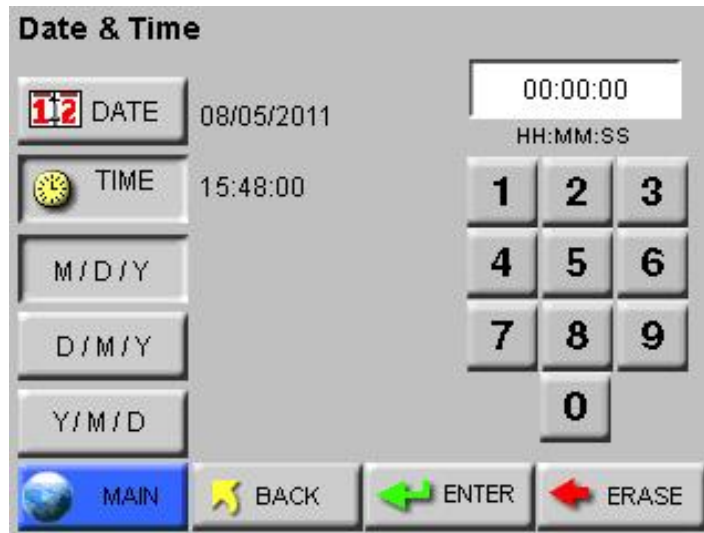 Date & Time
12 DATE
08/05/2011
00:00:00
HH:MM:SS
TIME
15:48:00
1 2 3
M/D/Y
4 5 6
D/M/Y
7 8 9
Y/M/D
0
MAIN
BACK
ENTER
ERASE